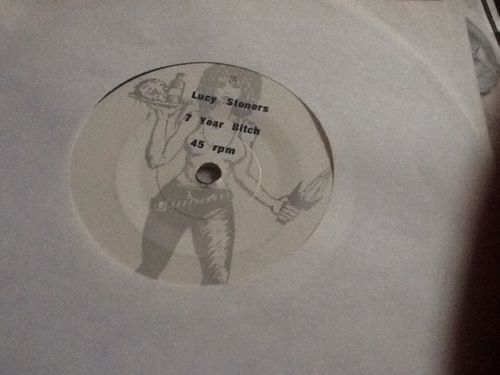 Lucy Stoners
7 Year Bitch
45 rpm